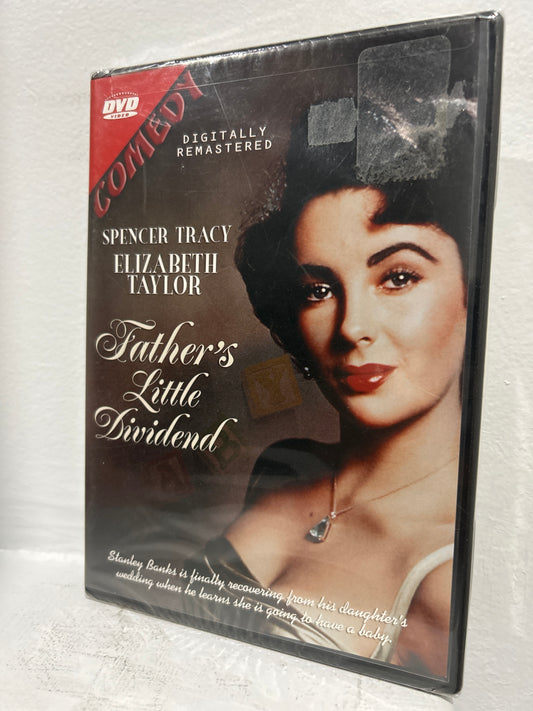 DVD
VIDEO
COMEDY
DIGITALLY
REMASTERED
SPENCER TRACY
ELIZABETH
TAYLOR
Father's
Little
Dividend
Y
B
B
Stanley Banks is finally recovering from his daughter's
wedding when he learns she is going to have a baby.